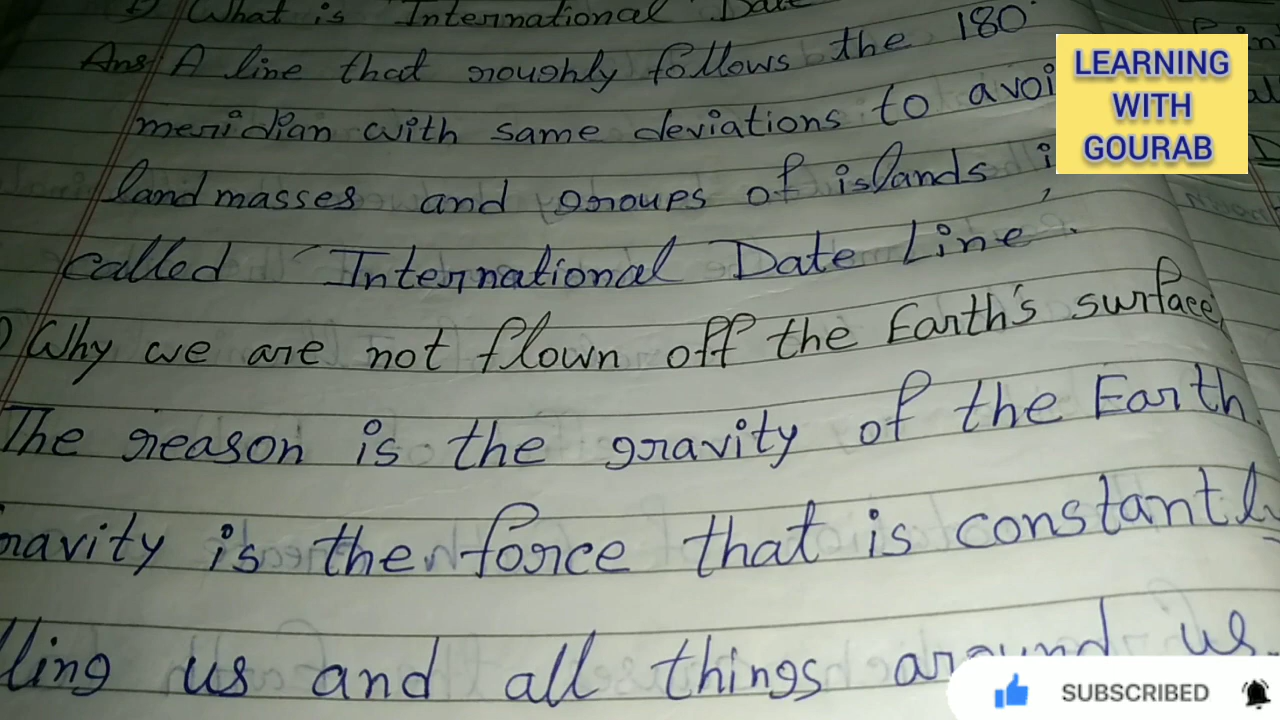 What is International Date
Ans/ A line that roughly follows the 180°
meridian with same deviations to avoi
land masses and groups of islands i
called International Date Line.
Why we are not flown off the Earth's surface,
The reason is the gravity of the Earth.
ravity is the force that is constantly
lling us and all things around us.
LEARNING
WITH
GOURAB
SUBSCRIBED